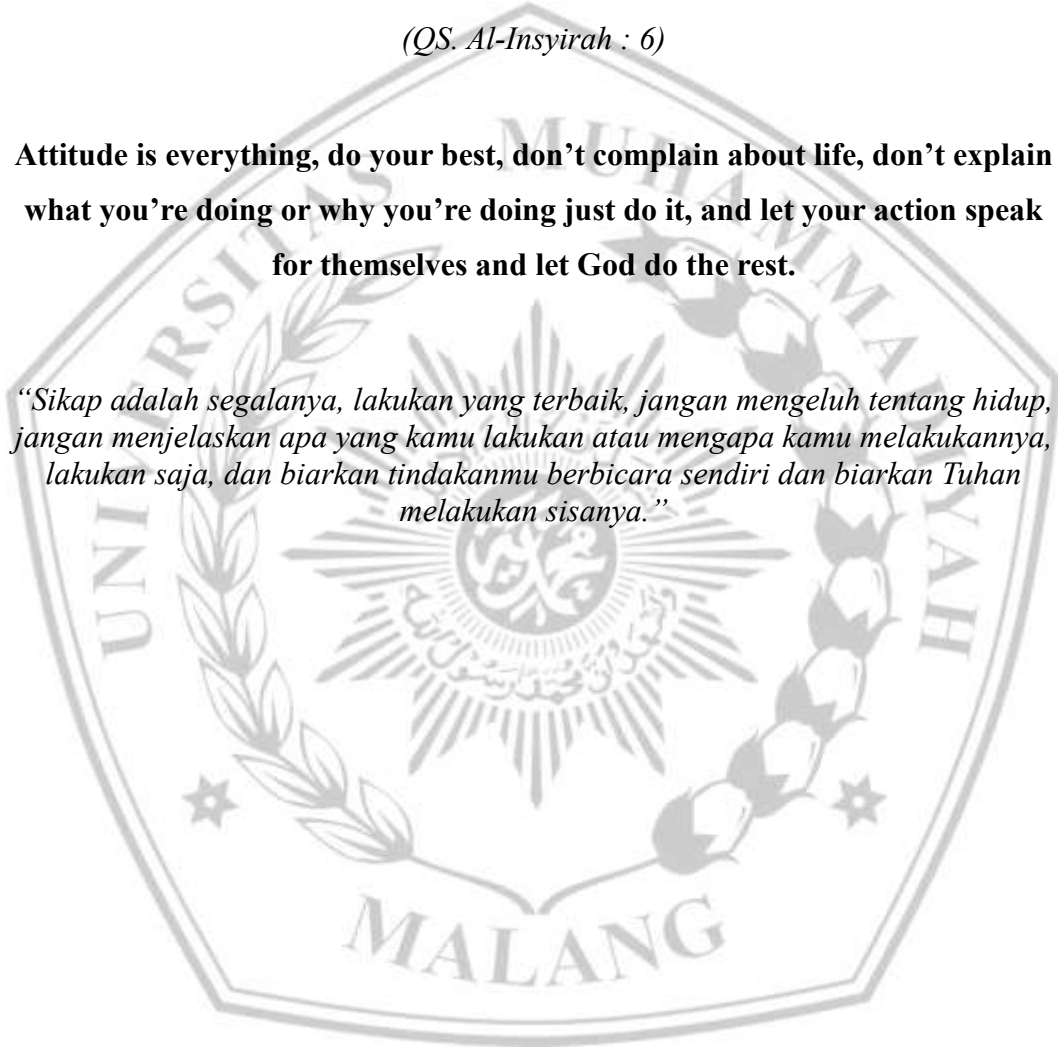 (QS. Al-Insyirah : 6)
Attitude is everything, do your best, don’t complain about life, don’t explain
what you’re doing or why you’re doing just do it, and let your action speak
for themselves and let God do the rest.
“Sikap adalah segalanya, lakukan yang terbaik, jangan mengeluh tentang hidup,
jangan menjelaskan apa yang kamu lakukan atau mengapa kamu melakukannya,
lakukan saja, dan biarkan tindakanmu berbicara sendiri dan biarkan Tuhan
melakukan sisanya.”
UNIVERSITAS MUHAMMADIYAH
MALANG